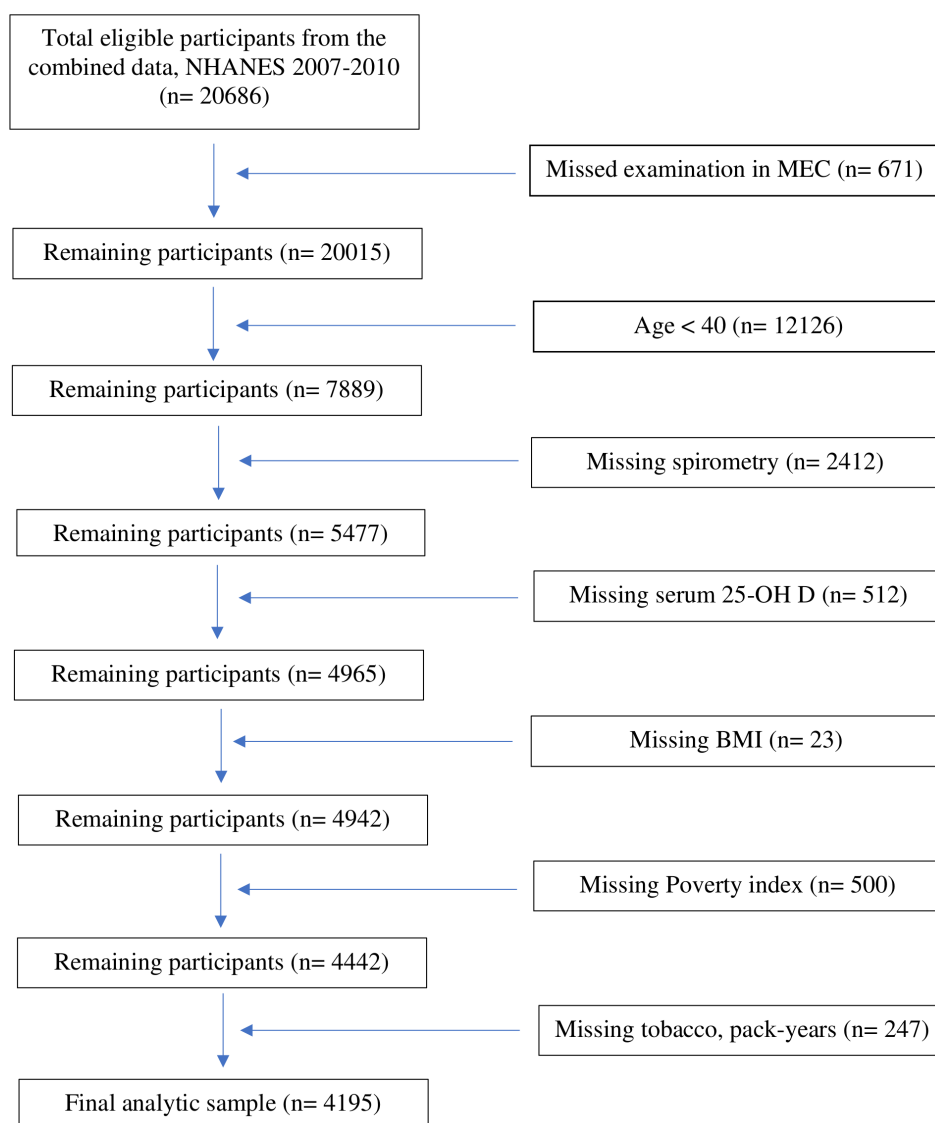 Total eligible participants from the
combined data, NHANES 2007-2010
(n= 20686)
Missed examination in MEC (n= 671)
Remaining participants (n= 20015)
Age < 40 (n= 12126)
Remaining participants (n= 7889)
Missing spirometry (n= 2412)
Remaining participants (n= 5477)
Missing serum 25-OH D (n= 512)
Remaining participants (n= 4965)
Missing BMI (n= 23)
Remaining participants (n= 4942)
Missing Poverty index (n= 500)
Remaining participants (n= 4442)
Missing tobacco, pack-years (n= 247)
Final analytic sample (n= 4195)